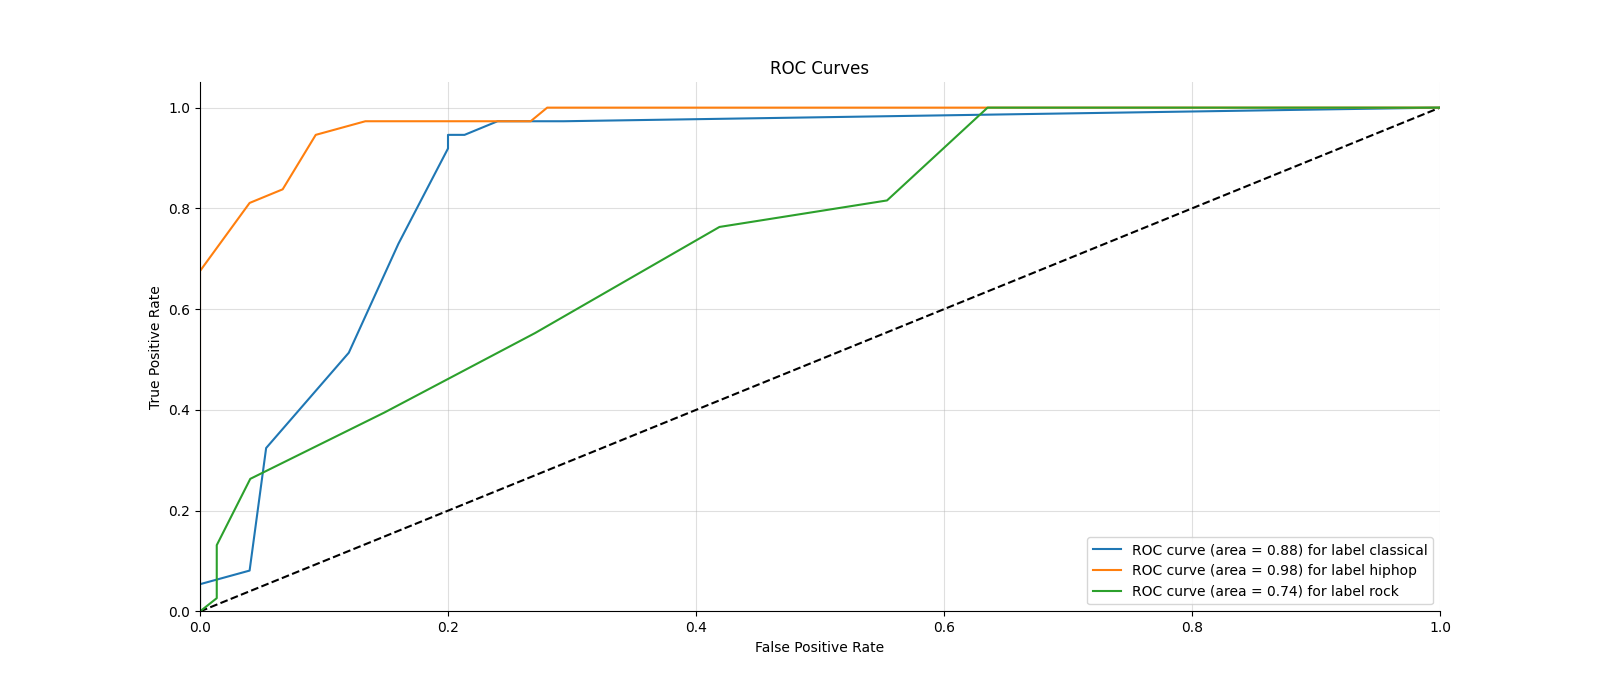 ROC Curves
True Positive Rate
1.0
0.8
0.6
0.4
0.2
0.0
0.0 0.2 0.4 0.6 0.8 1.0
False Positive Rate
ROC curve (area = 0.88) for label classical
ROC curve (area = 0.98) for label hiphop
ROC curve (area = 0.74) for label rock